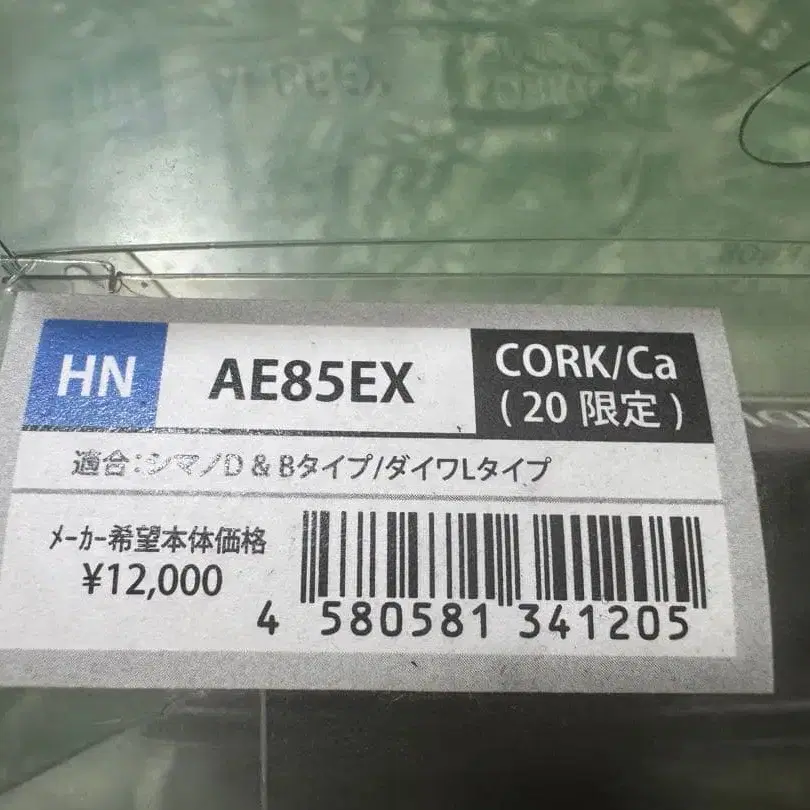 HN AE85EX CORK/Ca
(20 限定)
適合:シマノD & Bタイプ/ダイワLタイプ
メーカー希望本体価格
¥12,000
4 580581 341205